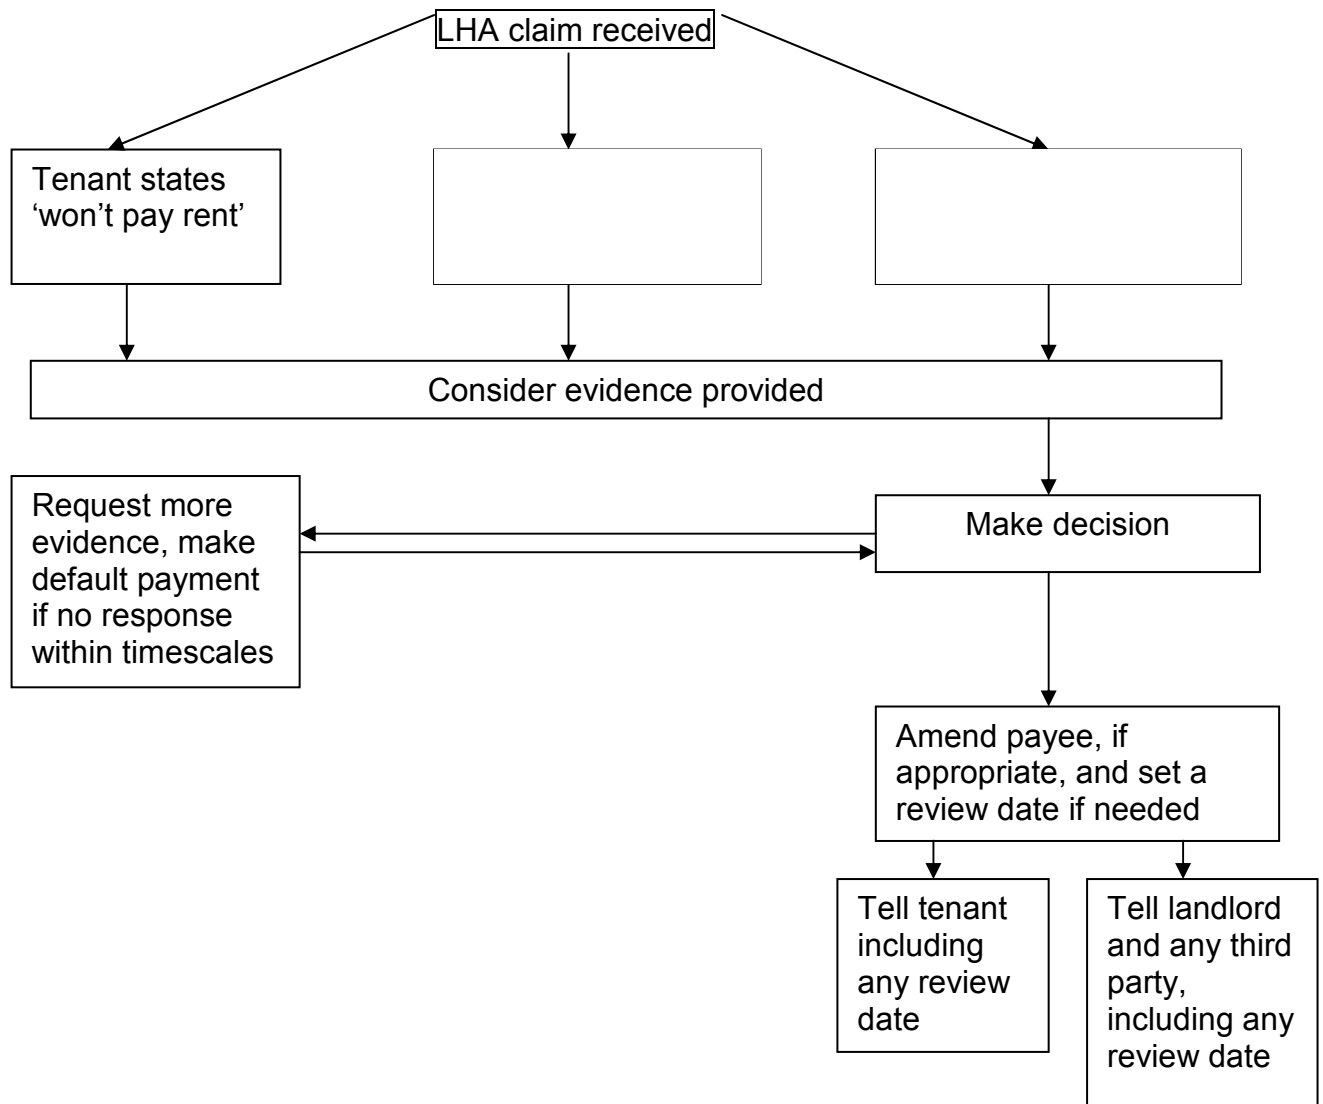 LHA claim received
Tenant states
‘won’t pay rent’
Consider evidence provided
Request more
evidence, make
default payment
if no response
within timescales
Make decision
Amend payee, if
appropriate, and set a
review date if needed
Tell tenant
including
any review
date
Tell landlord
and any third
party,
including any
review date